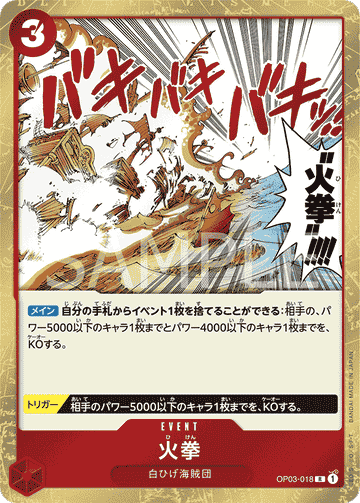 3
バキバキバキッ!!
“火拳”!!!!
SAMPLE
メイン 自分の手札からイベント1枚を捨てることができる:相手の、パ
ワー5000以下のキャラ1枚までとパワー4000以下のキャラ1枚までを、
KOする。
トリガー 相手のパワー5000以下のキャラ1枚までを、KOする。
EVENT
火拳
白ひげ海賊団
OP03-018 R 1